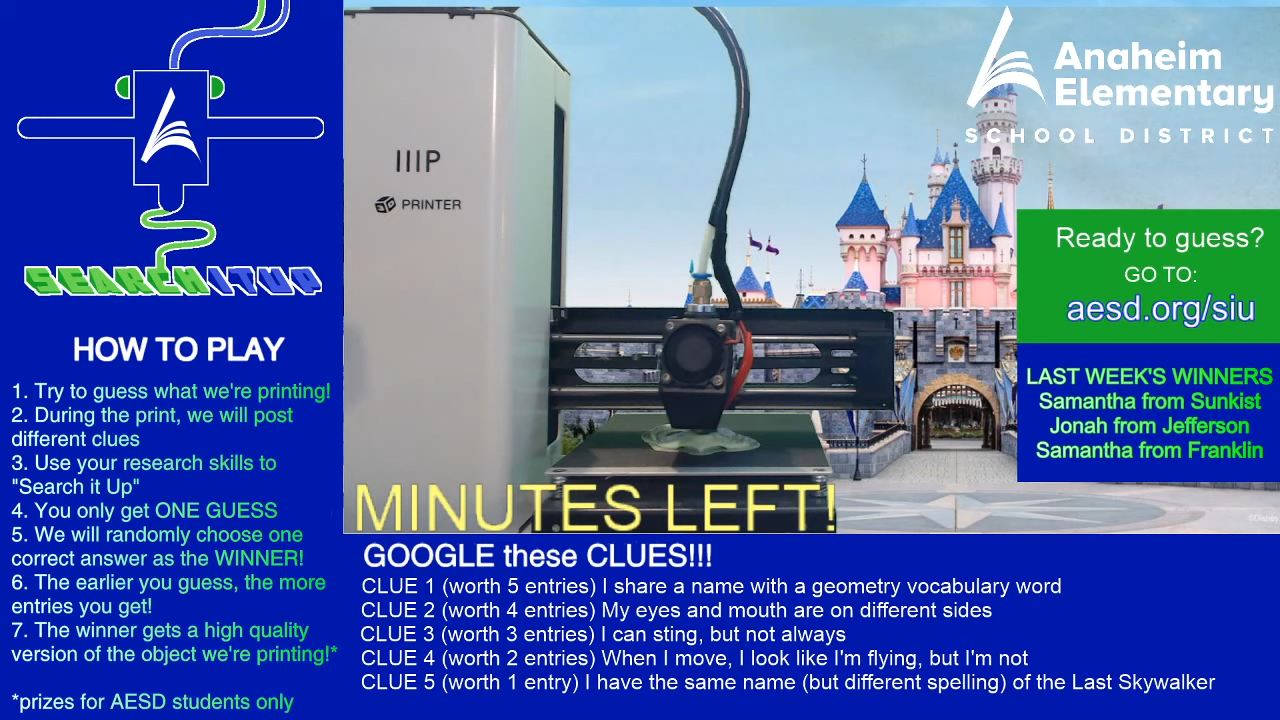 SEARCHITUP
HOW TO PLAY
1. Try to guess what we're printing!
2. During the print, we will post
different clues
3. Use your research skills to
"Search it Up"
4. You only get ONE GUESS
5. We will randomly choose one
correct answer as the WINNER!
6. The earlier you guess, the more
entries you get!
7. The winner gets a high quality
version of the object we're printing!*
*prizes for AESD students only
IIIP
3D PRINTER
MINUTES LEFT!
Anaheim
Elementary
SCHOOL DISTRICT
Ready to guess?
GO TO:
aesd.org/siu
LAST WEEK'S WINNERS
Samantha from Sunkist
Jonah from Jefferson
Samantha from Franklin
©Disney
GOOGLE these CLUES!!!
CLUE 1 (worth 5 entries) I share a name with a geometry vocabulary word
CLUE 2 (worth 4 entries) My eyes and mouth are on different sides
CLUE 3 (worth 3 entries) I can sting, but not always
CLUE 4 (worth 2 entries) When I move, I look like I'm flying, but I'm not
CLUE 5 (worth 1 entry) I have the same name (but different spelling) of the Last Skywalker